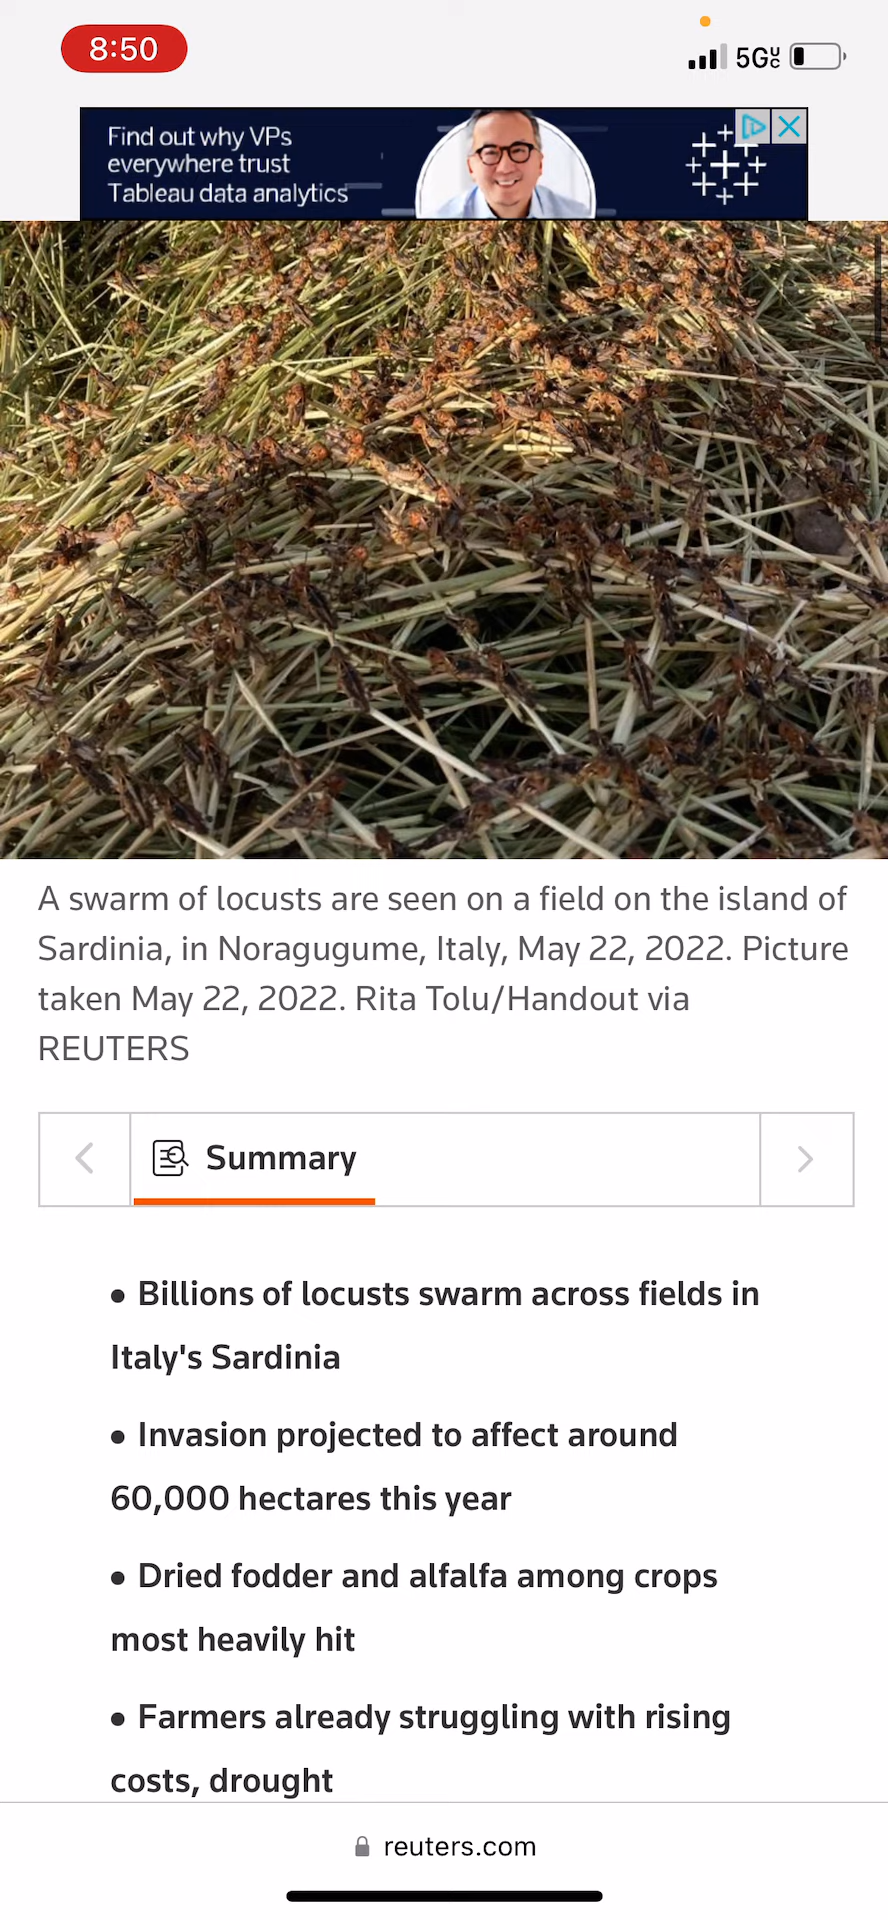 8:50
5G UC
Find out why VPs
everywhere trust
Tableau data analytics
A swarm of locusts are seen on a field on the island of
Sardinia, in Noragugume, Italy, May 22, 2022. Picture
taken May 22, 2022. Rita Tolu/Handout via
REUTERS
Summary
• Billions of locusts swarm across fields in
Italy's Sardinia
• Invasion projected to affect around
60,000 hectares this year
• Dried fodder and alfalfa among crops
most heavily hit
• Farmers already struggling with rising
costs, drought
reuters.com